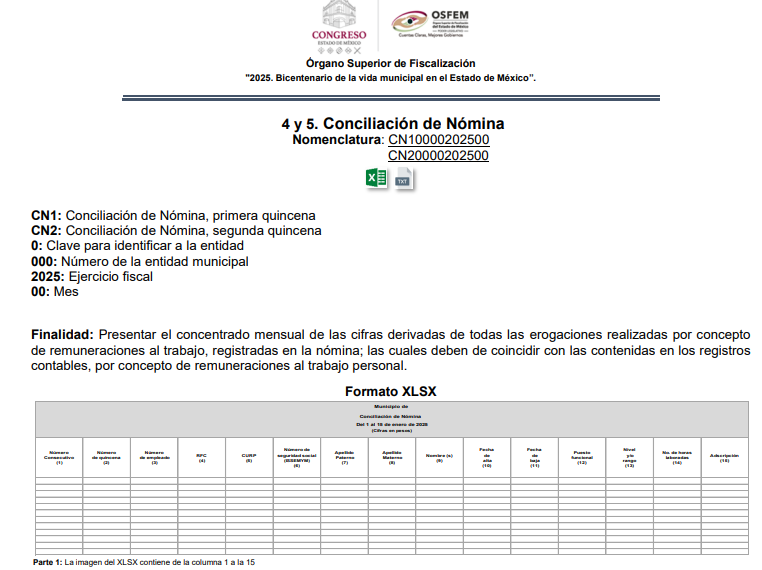 CONGRESO
ESTADO DE MÉXICO
OSFEM
Cuentas Claras, Mejores Gobiernos
Órgano Superior de Fiscalización
"2025. Bicentenario de la vida municipal en el Estado de México".
4 y 5. Conciliación de Nómina
Nomenclatura: CN10000202500
CN20000202500
TXT
CN1: Conciliación de Nómina, primera quincena
CN2: Conciliación de Nómina, segunda quincena
0: Clave para identificar a la entidad
000: Número de la entidad municipal
2025: Ejercicio fiscal
00: Mes
Finalidad: Presentar el concentrado mensual de las cifras derivadas de todas las erogaciones realizadas por concepto
de remuneraciones al trabajo, registradas en la nómina; las cuales deben de coincidir con las contenidas en los registros
contables, por concepto de remuneraciones al trabajo personal.
Formato XLSX
Municipio de
Conciliación de Nómina
Del 1 al 15 de enero de 2025
(Cifras en pesos)
Número Consecutivo (1)
Número de quincena (2)
Número de empleado (3)
RFC (4)
CURP (5)
Número de seguridad social (ISSEMYM) (6)
Apellido Paterno (7)
Apellido Materno (8)
Nombre (s) (9)
Fecha de alta (10)
Fecha de baja (11)
Puesto funcional (12)
Nivel y/o rango (13)
No. de horas laboradas (14)
Adscripción (15)
Parte 1: La imagen del XLSX contiene de la columna 1 a la 15